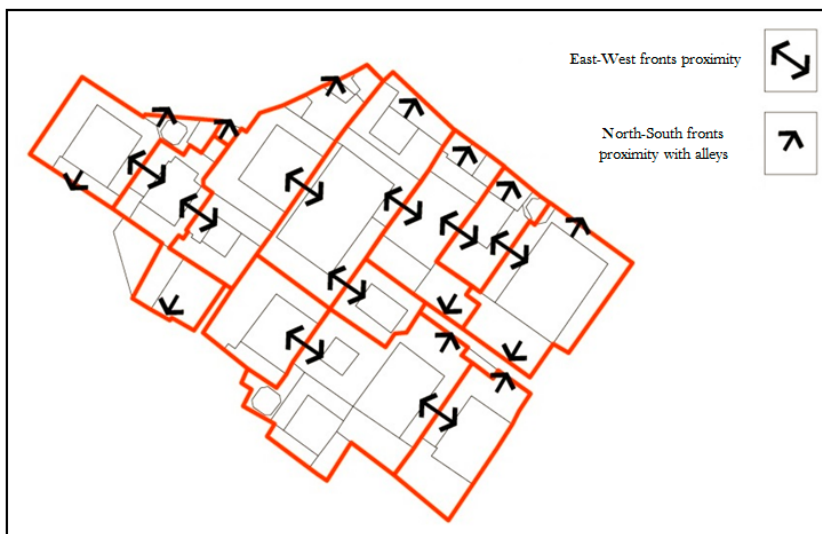 East-West fronts proximity
North-South fronts
proximity with alleys